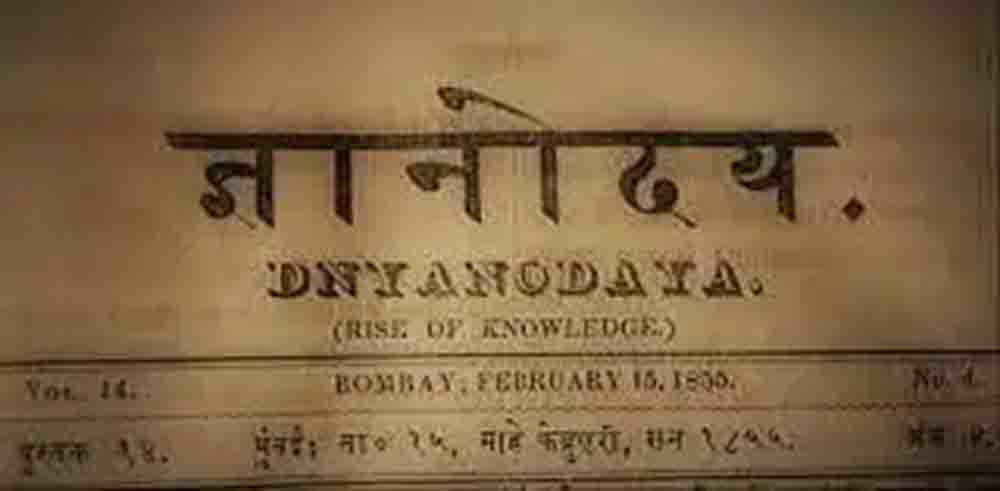 ज्ञानोदय.
DNYANODAYA.
(RISE OF KNOWLEDGE.)
VOL. 14. BOMBAY, FEBRUARY 15, 1855. No. 4.
पुस्तक १४. मुंबई; ता० १५, माहे फेब्रुएरी, सन १८५५. अंक ४.